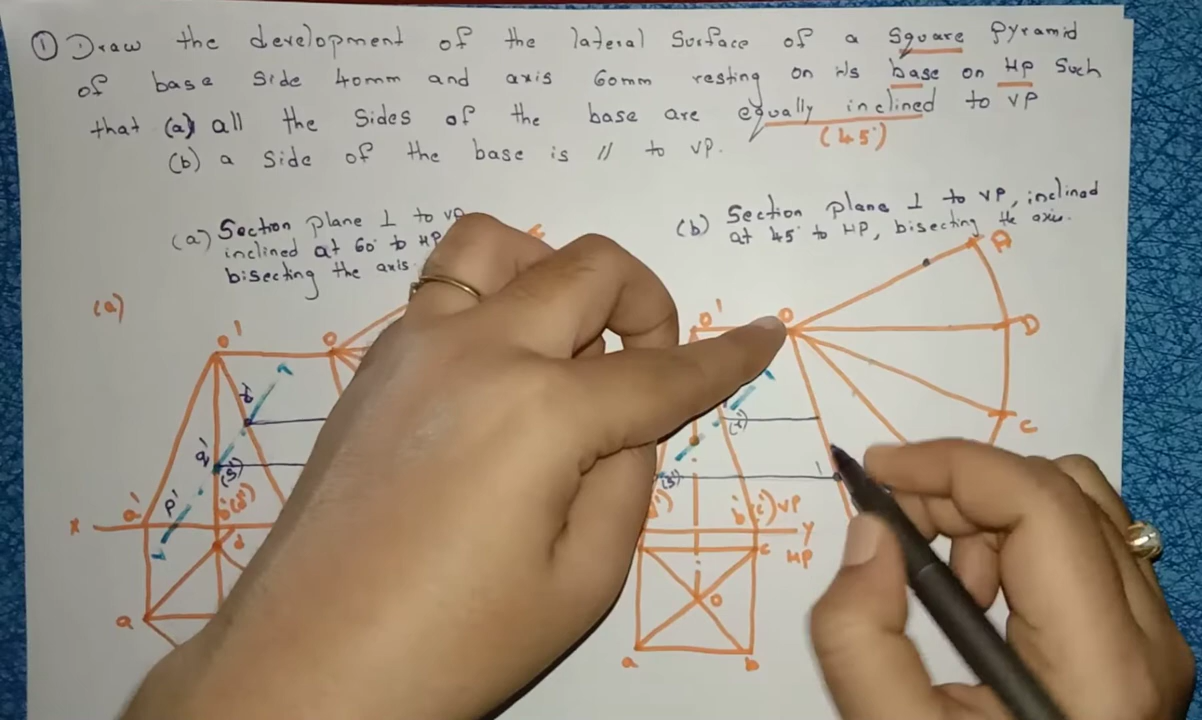 ① Draw the development of the lateral Surface of a Square Pyramid
of base Side 40mm and axis 60mm resting on its base on HP Such
that (a) all the Sides of the base are equally inclined to VP
(45°)
(b) a side of the base is // to VP.
(a) Section plane ⊥ to VP
inclined at 60° to HP
bisecting the axis.
(b) Section plane ⊥ to VP, inclined
at 45° to HP, bisecting the axis.
(a)
o' o
q'
(s')
p'
x a' b' (d')
d
a
o' O A
D
C
(r')
(s')
1
b' (c') VP
y
HP
c
o
a b